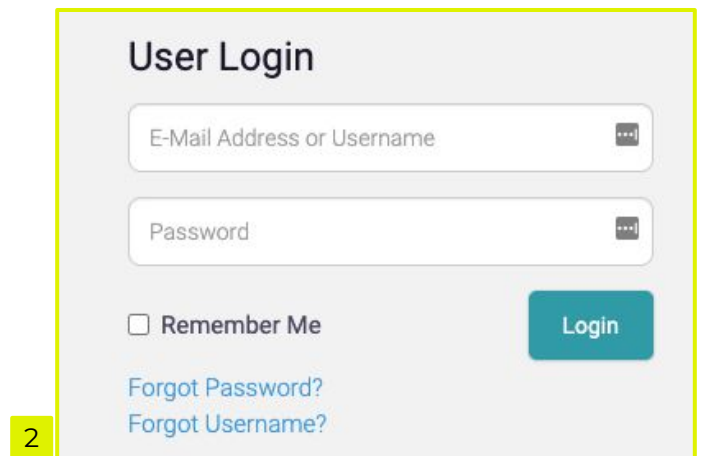 User Login
E-Mail Address or Username
Password
Remember Me
Login
Forgot Password?
Forgot Username?
2